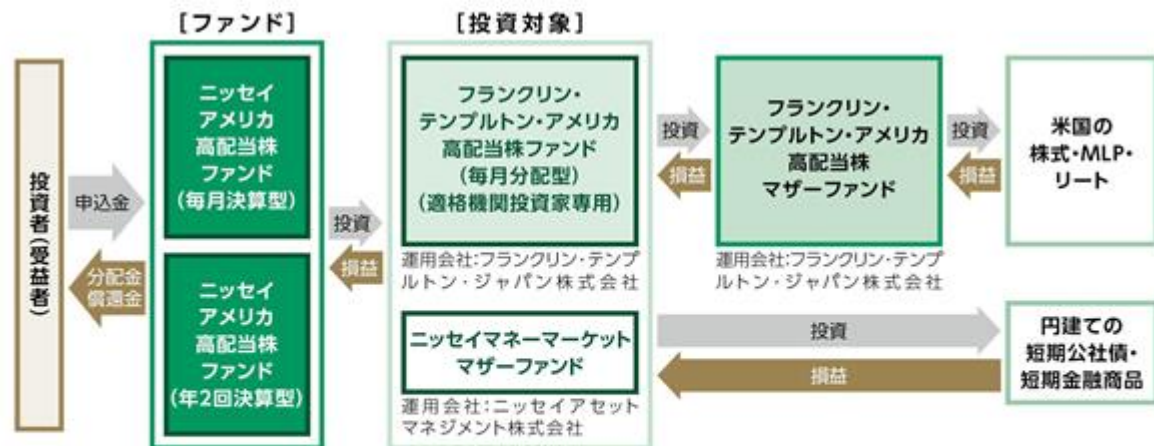 [ファンド]
[投資対象]
投資者(受益者)
申込金
分配金
償還金
ニッセイ
アメリカ
高配当株
ファンド
(毎月決算型)
ニッセイ
アメリカ
高配当株
ファンド
(年2回決算型)
投資
損益
フランクリン・
テンプルトン・アメリカ
高配当株ファンド
(毎月分配型)
(適格機関投資家専用)
運用会社:フランクリン・テンプ
ルトン・ジャパン株式会社
投資
損益
フランクリン・
テンプルトン・アメリカ
高配当株
マザーファンド
運用会社:フランクリン・テンプ
ルトン・ジャパン株式会社
投資
損益
米国の
株式・MLP・
リート
ニッセイマネーマーケット
マザーファンド
運用会社:ニッセイアセット
マネジメント株式会社
投資
損益
円建ての
短期公社債・
短期金融商品